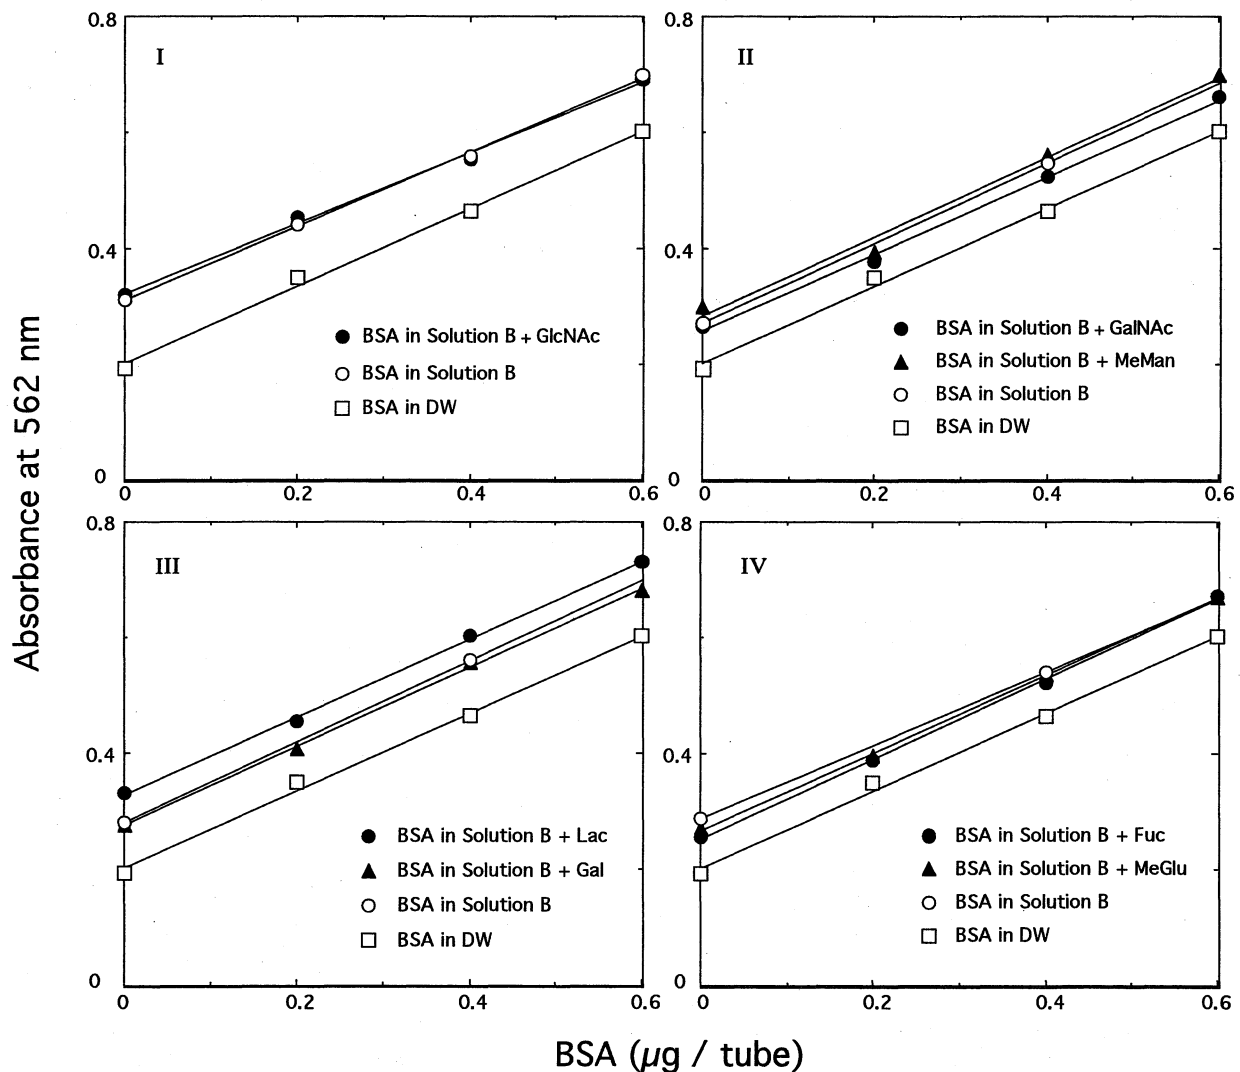 Absorbance at 562 nm
0.8
I
0.4
BSA in Solution B + GlcNAc
BSA in Solution B
BSA in DW
0
0 0.2 0.4 0.6
0.8
II
0.4
BSA in Solution B + GalNAc
BSA in Solution B + MeMan
BSA in Solution B
BSA in DW
0
0 0.2 0.4 0.6
0.8
III
0.4
BSA in Solution B + Lac
BSA in Solution B + Gal
BSA in Solution B
BSA in DW
0
0 0.2 0.4 0.6
0.8
IV
0.4
BSA in Solution B + Fuc
BSA in Solution B + MeGlu
BSA in Solution B
BSA in DW
0
0 0.2 0.4 0.6
BSA (µg / tube)